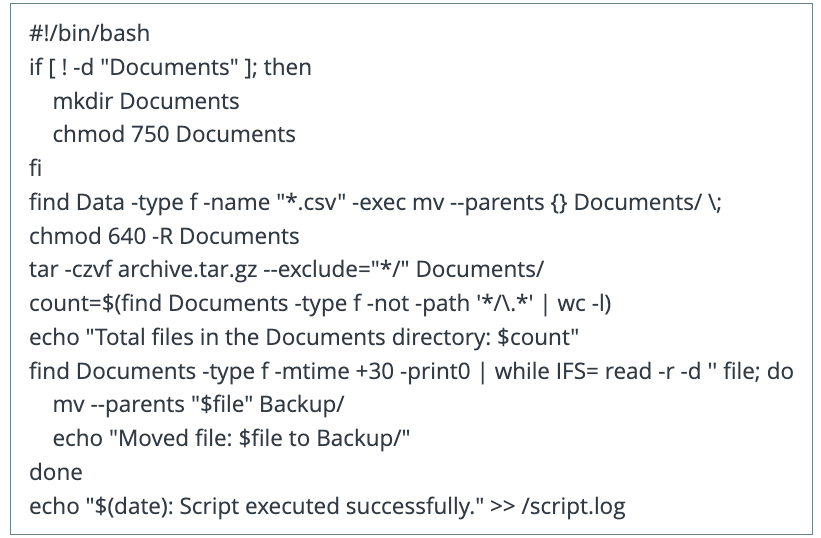 #!/bin/bash
if [ ! -d "Documents" ]; then
    mkdir Documents
    chmod 750 Documents
fi
find Data -type f -name "*.csv" -exec mv --parents {} Documents/ \;
chmod 640 -R Documents
tar -czvf archive.tar.gz --exclude="*/" Documents/
count=$(find Documents -type f -not -path '*/\.*' | wc -l)
echo "Total files in the Documents directory: $count"
find Documents -type f -mtime +30 -print0 | while IFS= read -r -d '' file; do
    mv --parents "$file" Backup/
    echo "Moved file: $file to Backup/"
done
echo "$(date): Script executed successfully." >> /script.log